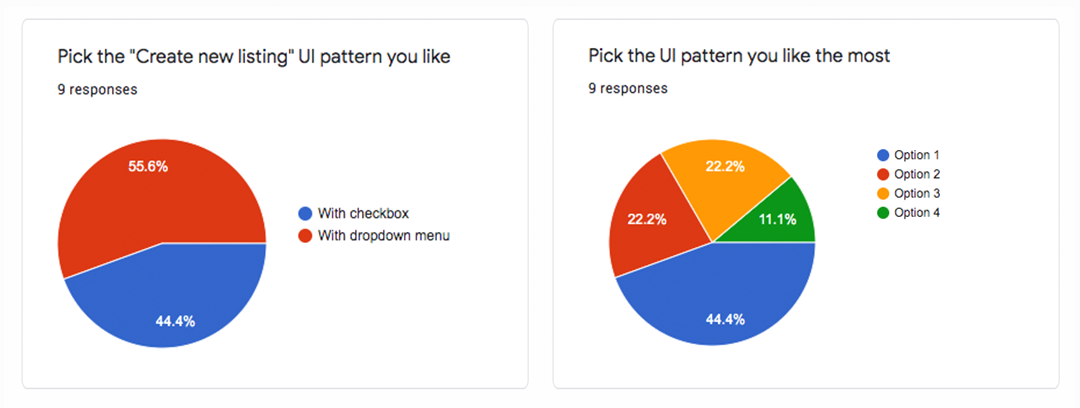 Pick the "Create new listing" UI pattern you like
9 responses
55.6%
44.4%
With checkbox
With dropdown menu
Pick the UI pattern you like the most
9 responses
22.2%
22.2%
11.1%
44.4%
Option 1
Option 2
Option 3
Option 4